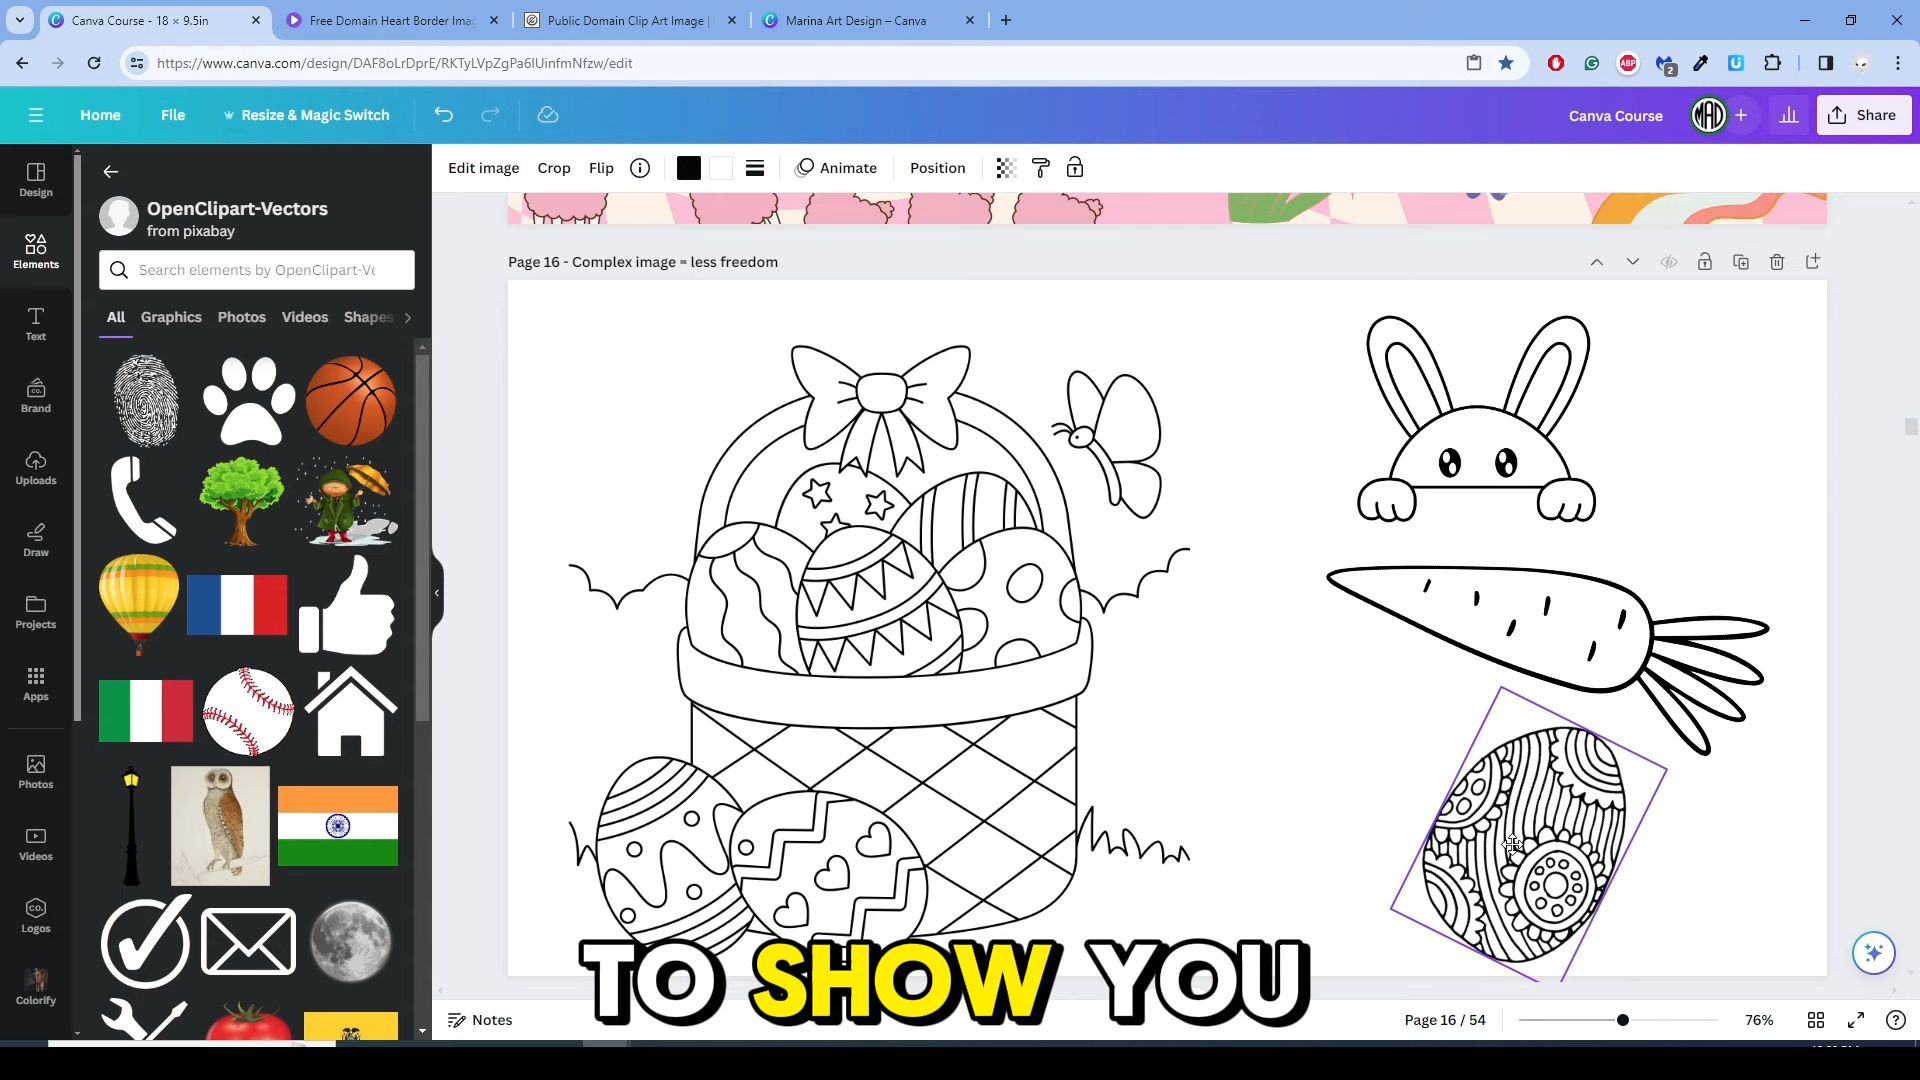 Canva Course - 18 × 9.5in
Free Domain Heart Border Imag
Public Domain Clip Art Image |
Marina Art Design – Canva
https://www.canva.com/design/DAF8oLrDprE/RKTyLVpZgPa6IUinfmNfzw/edit
ABP
2
Home
File
Resize & Magic Switch
Canva Course
MAD
Share
Design
Elements
Text
Brand
Uploads
Draw
Projects
Apps
Photos
Videos
Logos
Colorify
OpenClipart-Vectors
from pixabay
Search elements by OpenClipart-Ve
All
Graphics
Photos
Videos
Shapes
Edit image
Crop
Flip
Animate
Position
Page 16 - Complex image = less freedom
TO SHOW YOU
Notes
Page 16 / 54
76%